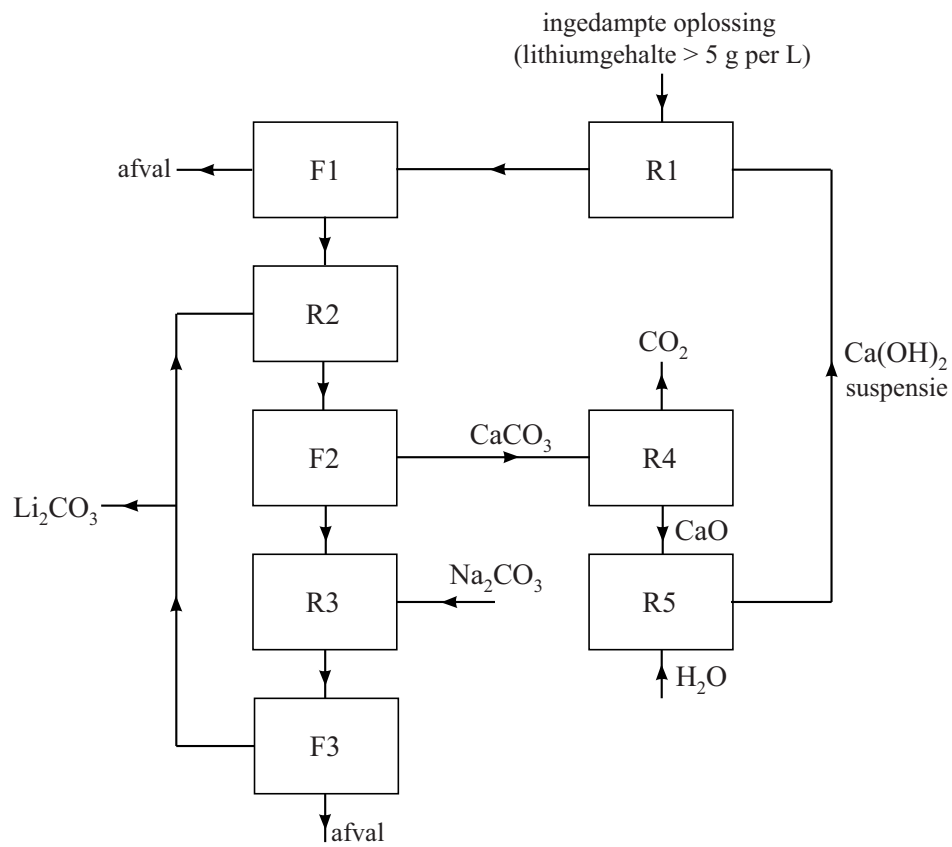 ingedampte oplossing
(lithiumgehalte > 5 g per L)
afval
F1
R1
R2
CO₂
Ca(OH)₂
suspensie
F2
CaCO₃
R4
Li₂CO₃
CaO
R3
Na₂CO₃
R5
H₂O
F3
afval